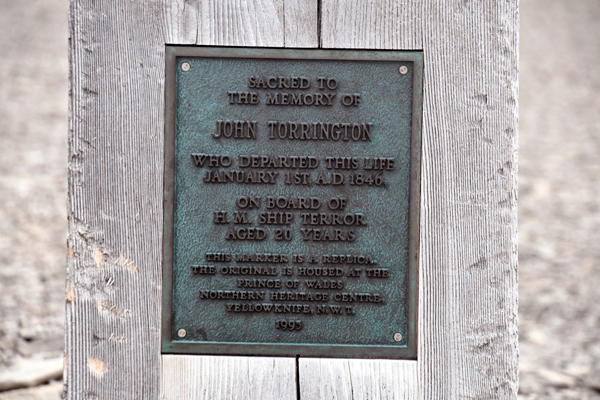 SACRED TO
THE MEMORY OF
JOHN TORRINGTON
WHO DEPARTED THIS LIFE
JANUARY 1ST. A.D. 1846,
ON BOARD OF
H.M. SHIP TERROR
AGED 20 YEARS
THIS MARKER IS A REPLICA.
THE ORIGINAL IS HOUSED AT THE
PRINCE OF WALES
NORTHERN HERITAGE CENTRE,
YELLOWKNIFE, N.W.T.
1993